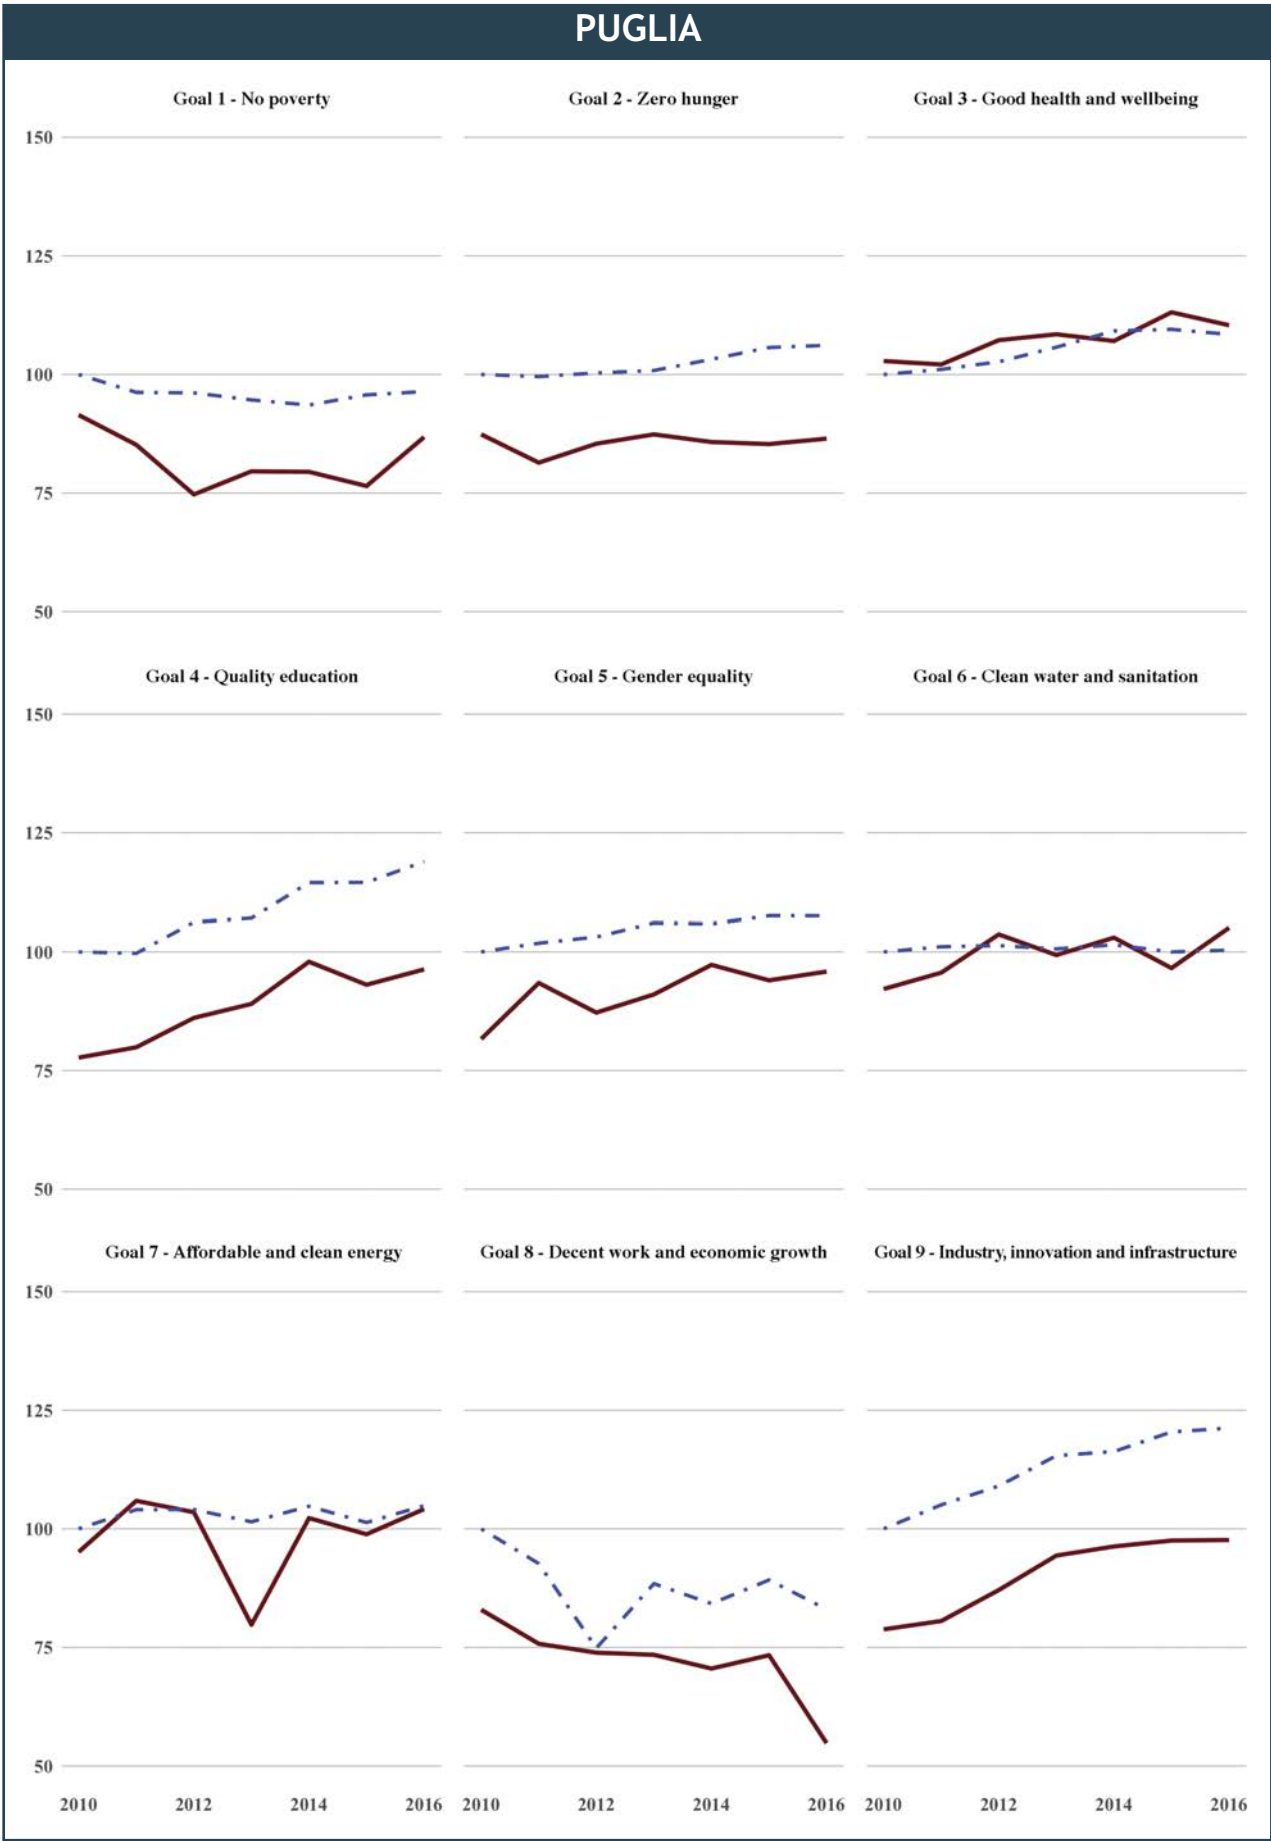 PUGLIA
Goal 1 - No poverty
Goal 2 - Zero hunger
Goal 3 - Good health and wellbeing
150
125
100
75
50
Goal 4 - Quality education
Goal 5 - Gender equality
Goal 6 - Clean water and sanitation
150
125
100
75
50
Goal 7 - Affordable and clean energy
Goal 8 - Decent work and economic growth
Goal 9 - Industry, innovation and infrastructure
150
125
100
75
50
2010 2012 2014 2016
2010 2012 2014 2016
2010 2012 2014 2016